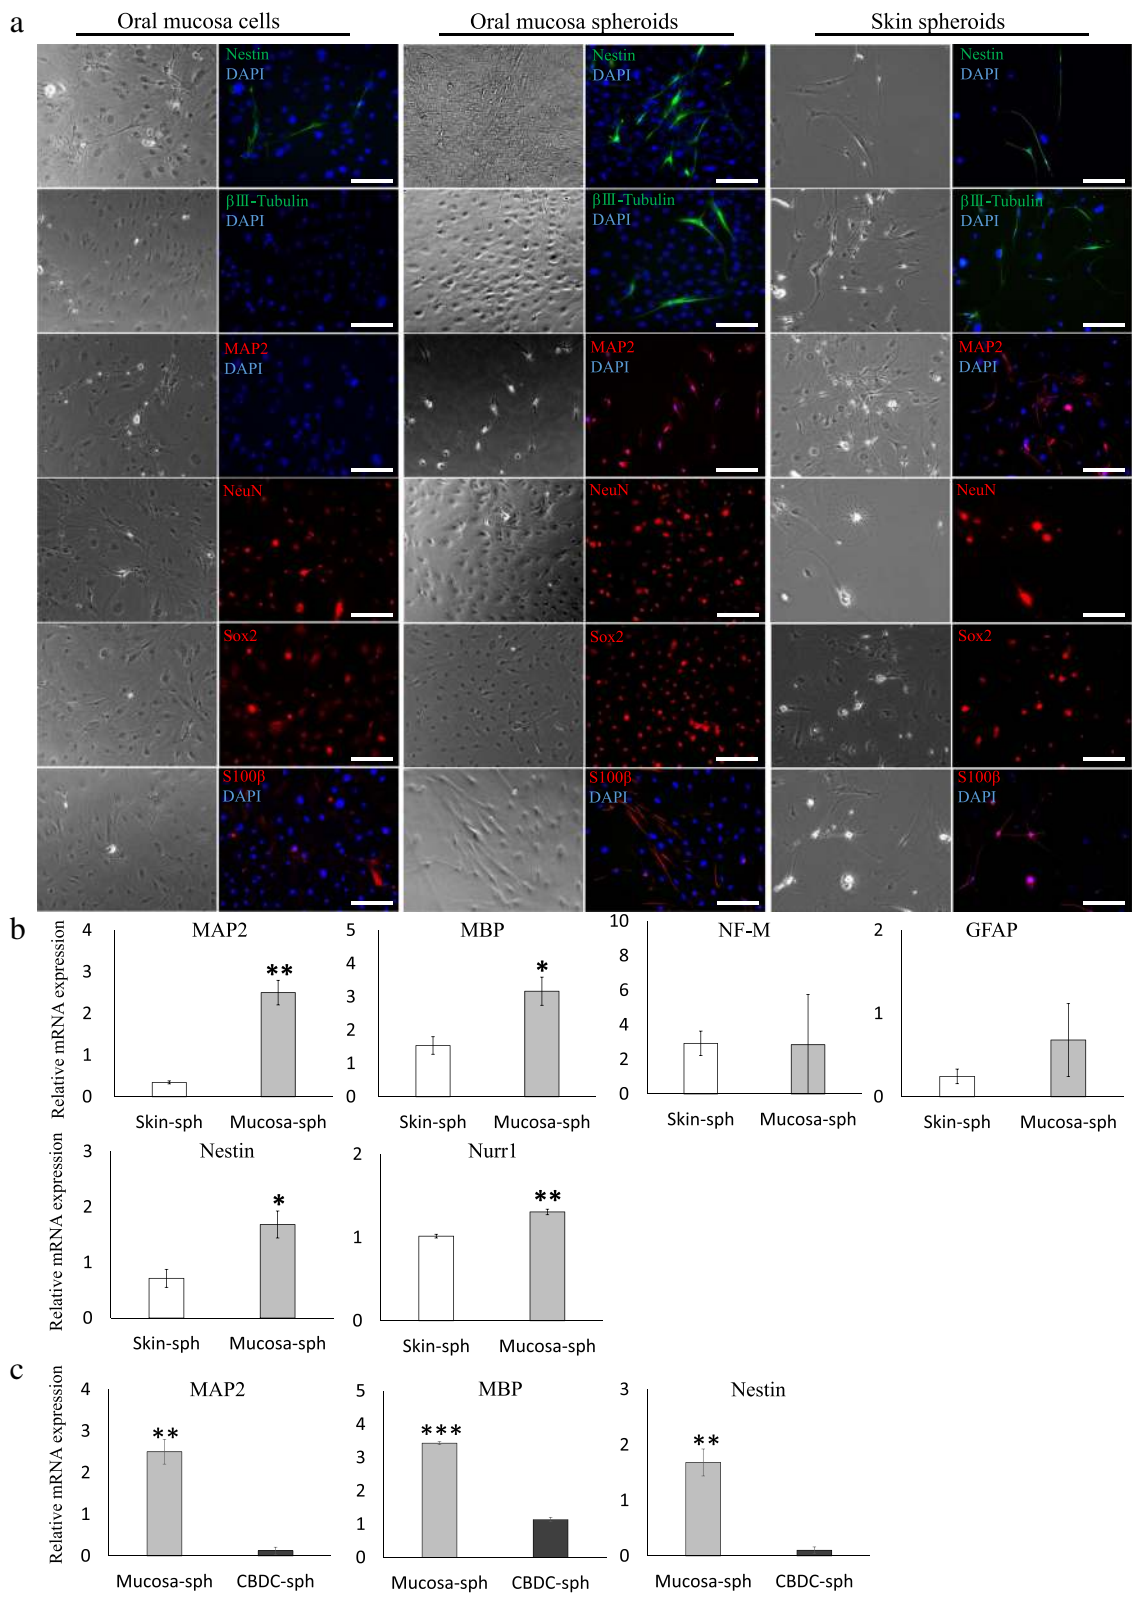 a
Oral mucosa cells
Oral mucosa spheroids
Skin spheroids
Nestin
DAPI
Nestin
DAPI
Nestin
DAPI
βIII-Tubulin
DAPI
βIII-Tubulin
DAPI
βIII-Tubulin
DAPI
MAP2
DAPI
MAP2
DAPI
MAP2
DAPI
NeuN
NeuN
NeuN
Sox2
Sox2
Sox2
S100β
DAPI
S100β
DAPI
S100β
DAPI
b
Relative mRNA expression
MAP2
4
3
2
1
0
**
Skin-sph
Mucosa-sph
MBP
5
4
3
2
1
0
*
Skin-sph
Mucosa-sph
NF-M
10
8
6
4
2
0
Skin-sph
Mucosa-sph
GFAP
2
1
0
Skin-sph
Mucosa-sph
Relative mRNA expression
Nestin
3
2
1
0
*
Skin-sph
Mucosa-sph
Nurr1
2
1
0
**
Skin-sph
Mucosa-sph
c
Relative mRNA expression
MAP2
4
3
2
1
0
**
Mucosa-sph
CBDC-sph
MBP
5
4
3
2
1
0
***
Mucosa-sph
CBDC-sph
Nestin
3
2
1
0
**
Mucosa-sph
CBDC-sph